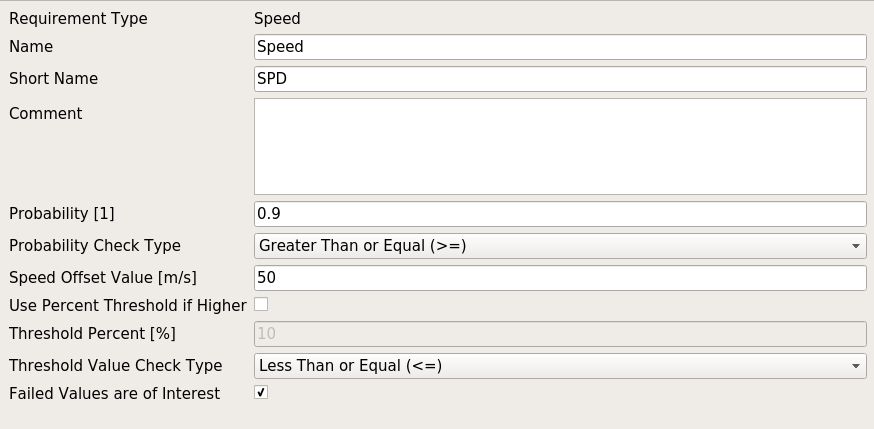 Requirement Type Speed
Name Speed
Short Name SPD
Comment
Probability [1] 0.9
Probability Check Type Greater Than or Equal (>=)
Speed Offset Value [m/s] 50
Use Percent Threshold if Higher
Threshold Percent [%] 10
Threshold Value Check Type Less Than or Equal (<=)
Failed Values are of Interest